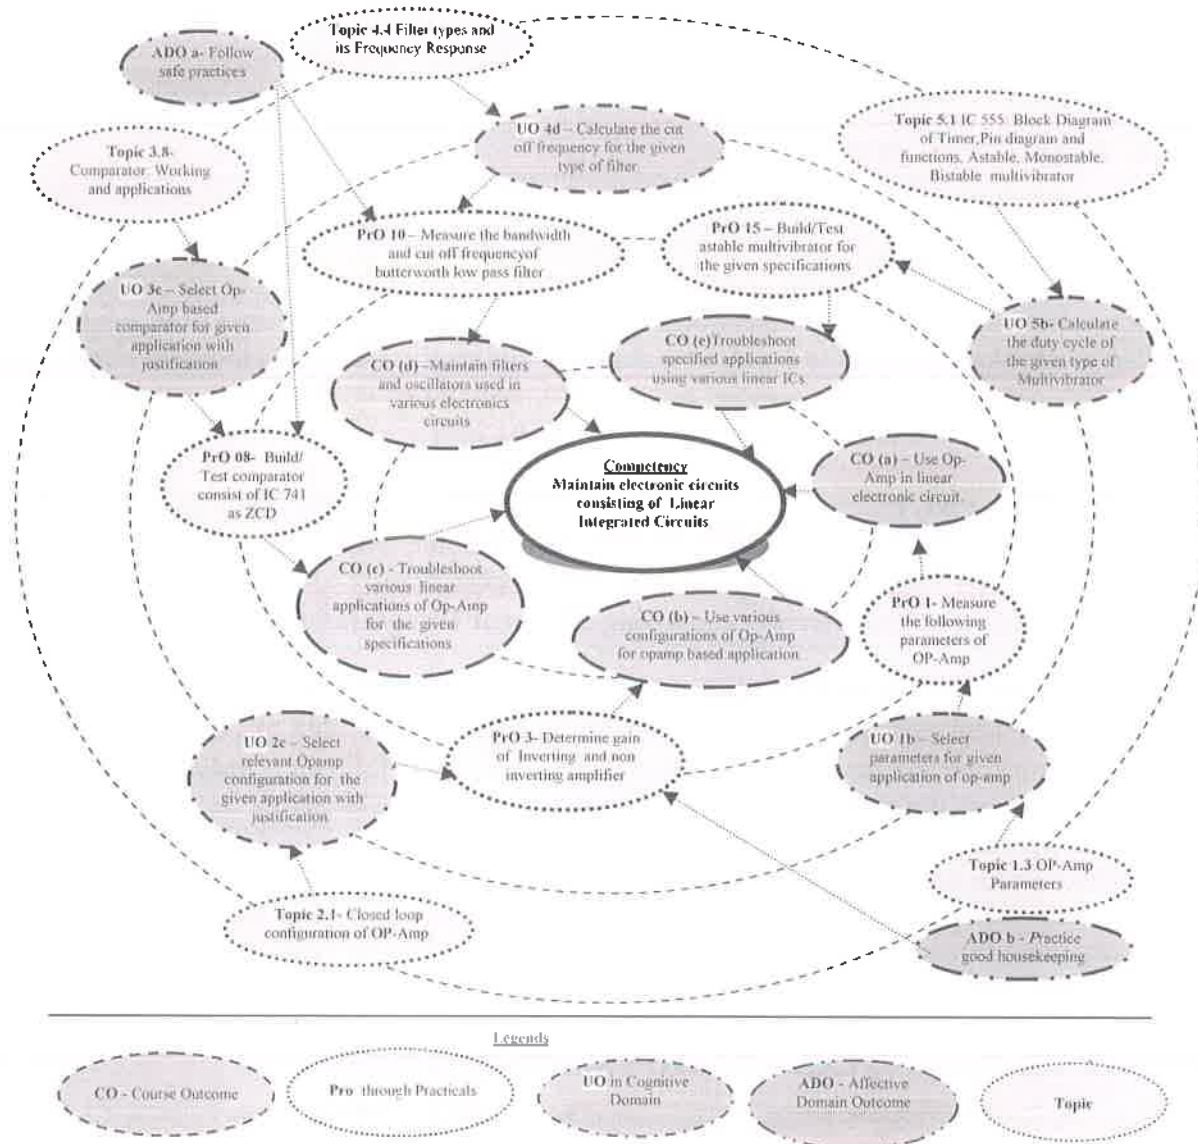 Topic 4.4 Filter types and
its Frequency Response
ADO a- Follow
safe practices
UO 4d – Calculate the cut
off frequency for the given
type of filter
Topic 5.1 IC 555 Block Diagram
of Timer,Pin diagram and
functions, Astable, Monostable,
Bistable multivibrator
Topic 3.8-
Comparator: Working
and applications
PrO 10 – Measure the bandwidth
and cut off frequencyof
butterworth low pass filter
PrO 15 – Build/Test
astable multivibrator for
the given specifications
UO 3c – Select Op-
Amp based
comparator for given
application with
justification
UO 5b- Calculate
the duty cycle of
the given type of
Multivibrator
CO (d) –Maintain filters
and oscillators used in
various electronics
circuits
CO (e)Troubleshoot
specified applications
using various linear ICs.
PrO 08- Build/
Test comparator
consist of IC 741
as ZCD
Competency
Maintain electronic circuits
consisting of Linear
Integrated Circuits
CO (a) – Use Op-
Amp in linear
electronic circuit.
CO (c) - Troubleshoot
various linear
applications of Op-Amp
for the given
specifications
CO (b) – Use various
configurations of Op-Amp
for opamp based application
PrO 1- Measure
the following
parameters of
OP-Amp
UO 2c – Select
relevant Opamp
configuration for the
given application with
justification
PrO 3- Determine gain
of Inverting and non
inverting amplifier
UO 1b – Select
parameters for given
application of op-amp
Topic 2.1- Closed loop
configuration of OP-Amp
Topic 1.3 OP-Amp
Parameters
ADO b - Practice
good housekeeping
Legends
CO - Course Outcome
Pro through Practicals
UO in Cognitive
Domain
ADO - Affective
Domain Outcome
Topic